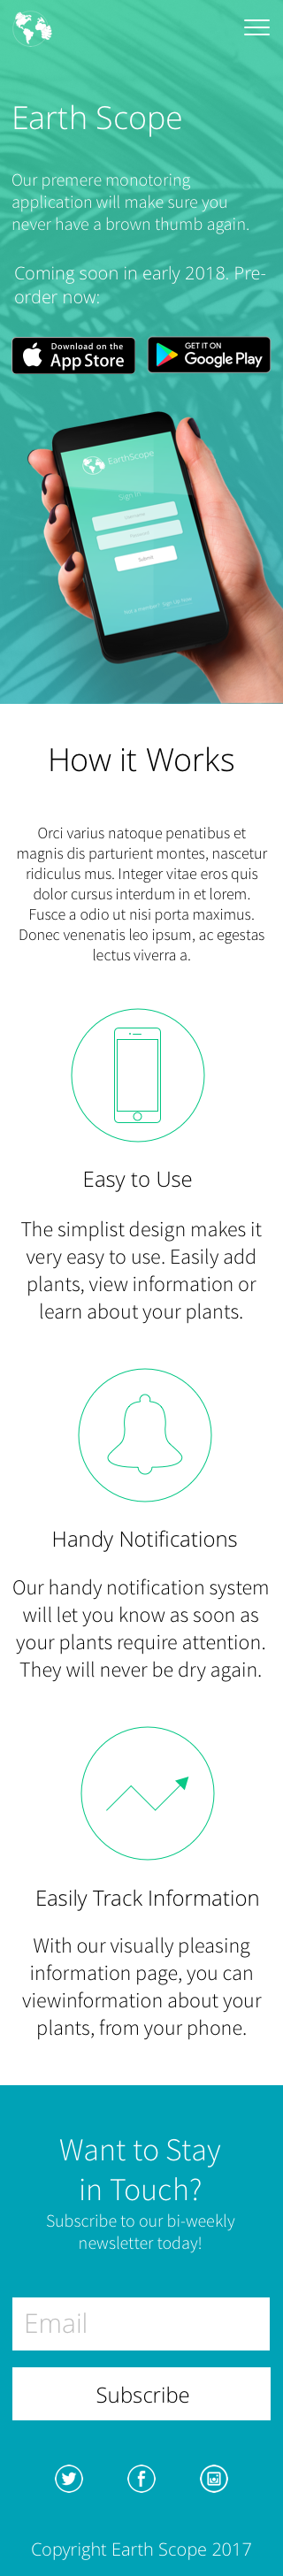 Earth Scope
Our premere monotoring
application will make sure you
never have a brown thumb again.
Coming soon in early 2018. Pre-
order now:
Download on the
App Store
GET IT ON
Google Play
EarthScope
Sign In
Username
Password
Submit
Not a member? Sign Up Now
How it Works
Orci varius natoque penatibus et
magnis dis parturient montes, nascetur
ridiculus mus. Integer vitae eros quis
dolor cursus interdum in et lorem.
Fusce a odio ut nisi porta maximus.
Donec venenatis leo ipsum, ac egestas
lectus viverra a.
Easy to Use
The simplist design makes it
very easy to use. Easily add
plants, view information or
learn about your plants.
Handy Notifications
Our handy notification system
will let you know as soon as
your plants require attention.
They will never be dry again.
Easily Track Information
With our visually pleasing
information page, you can
viewinformation about your
plants, from your phone.
Want to Stay
in Touch?
Subscribe to our bi-weekly
newsletter today!
Email
Subscribe
Copyright Earth Scope 2017